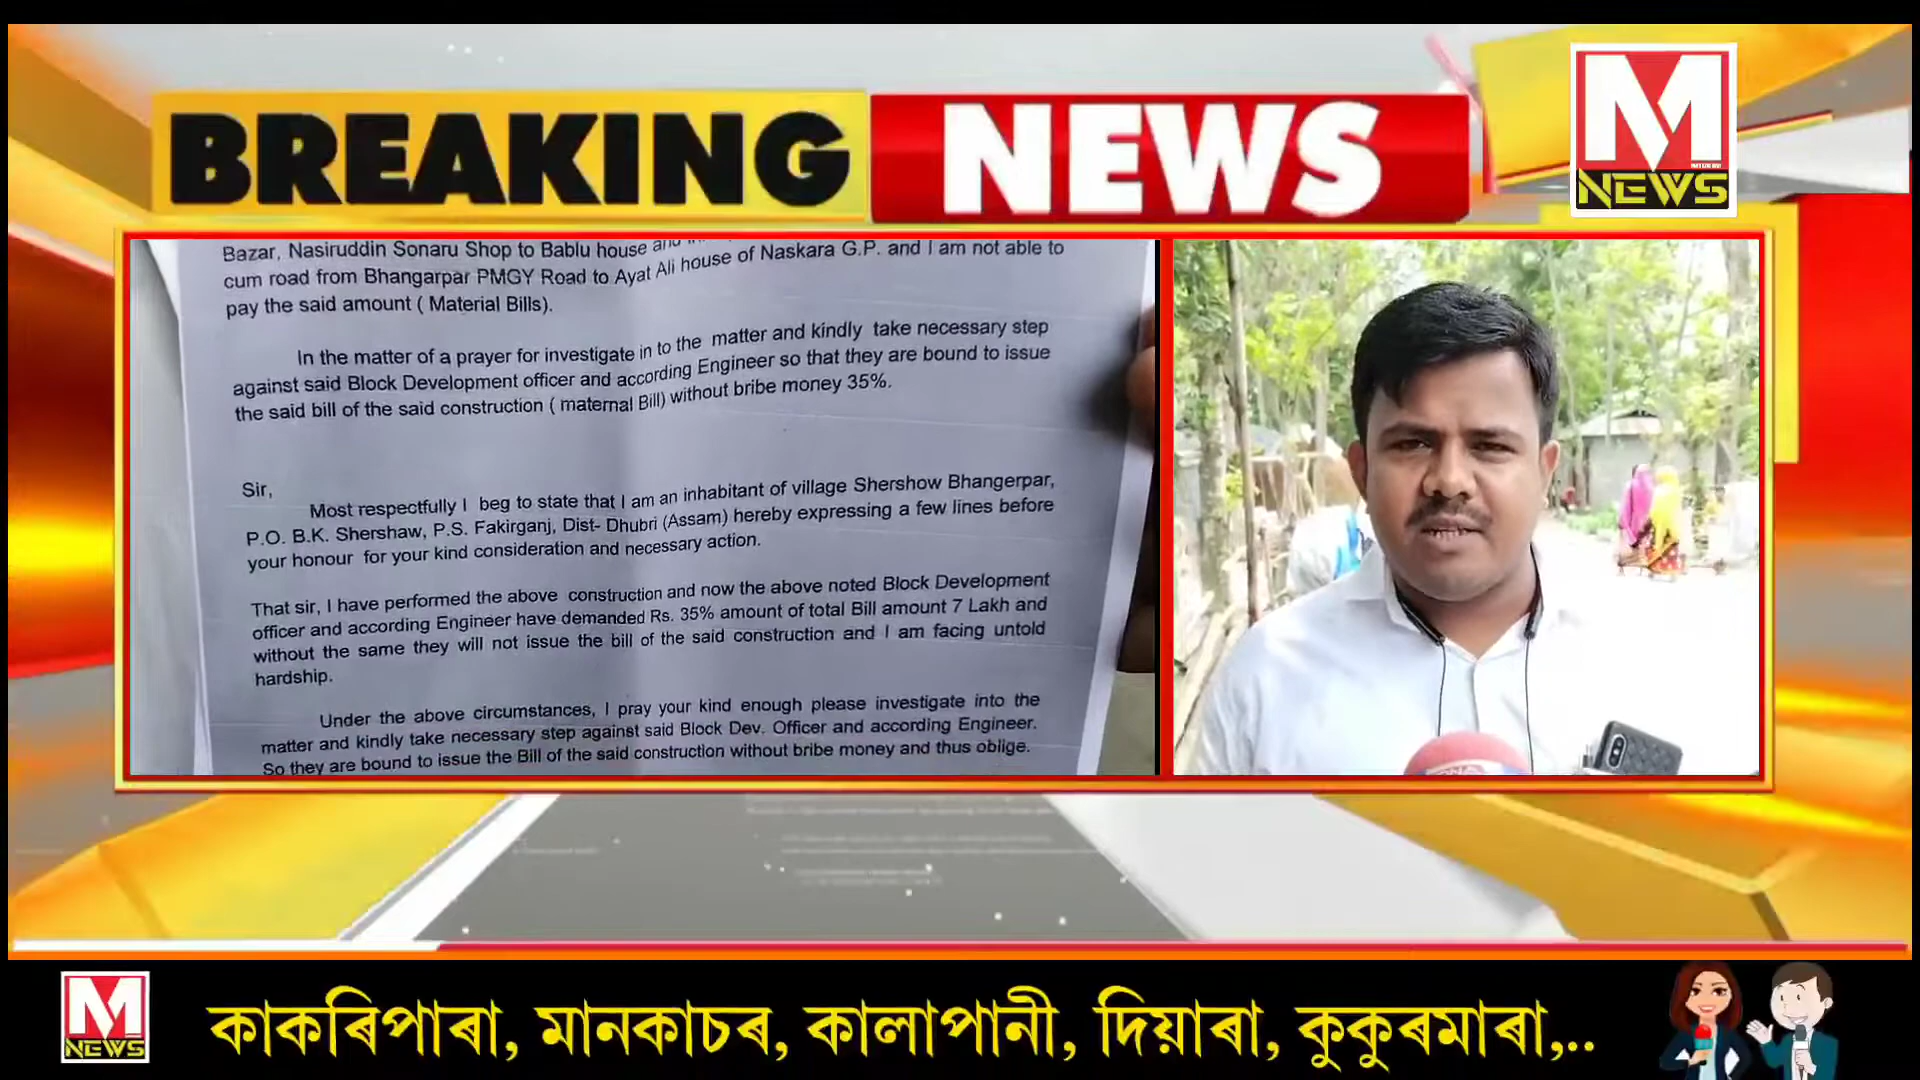 BREAKING NEWS
M
NEWS
Bazar, Nasiruddin Sonaru Shop to Bablu house and
cum road from Bhangarpar PMGY Road to Ayat Ali house of Naskara G.P. and I am not able to
pay the said amount ( Material Bills).
In the matter of a prayer for investigate in to the matter and kindly take necessary step
against said Block Development officer and according Engineer so that they are bound to issue
the said bill of the said construction ( maternal Bill) without bribe money 35%.
Sir,
Most respectfully I beg to state that I am an inhabitant of village Shershow Bhangerpar,
P.O. B.K. Shershaw, P.S. Fakirganj, Dist- Dhubri (Assam) hereby expressing a few lines before
your honour for your kind consideration and necessary action.
That sir, I have performed the above construction and now the above noted Block Development
officer and according Engineer have demanded Rs. 35% amount of total Bill amount 7 Lakh and
without the same they will not issue the bill of the said construction and I am facing untold
hardship.
Under the above circumstances, I pray your kind enough please investigate into the
matter and kindly take necessary step against said Block Dev. Officer and according Engineer.
So they are bound to issue the Bill of the said construction without bribe money and thus oblige.
M
NEWS
কাকৰিপাৰা, মানকাচৰ, কালাপানী, দিয়াৰা, কুকুৰমাৰা,..